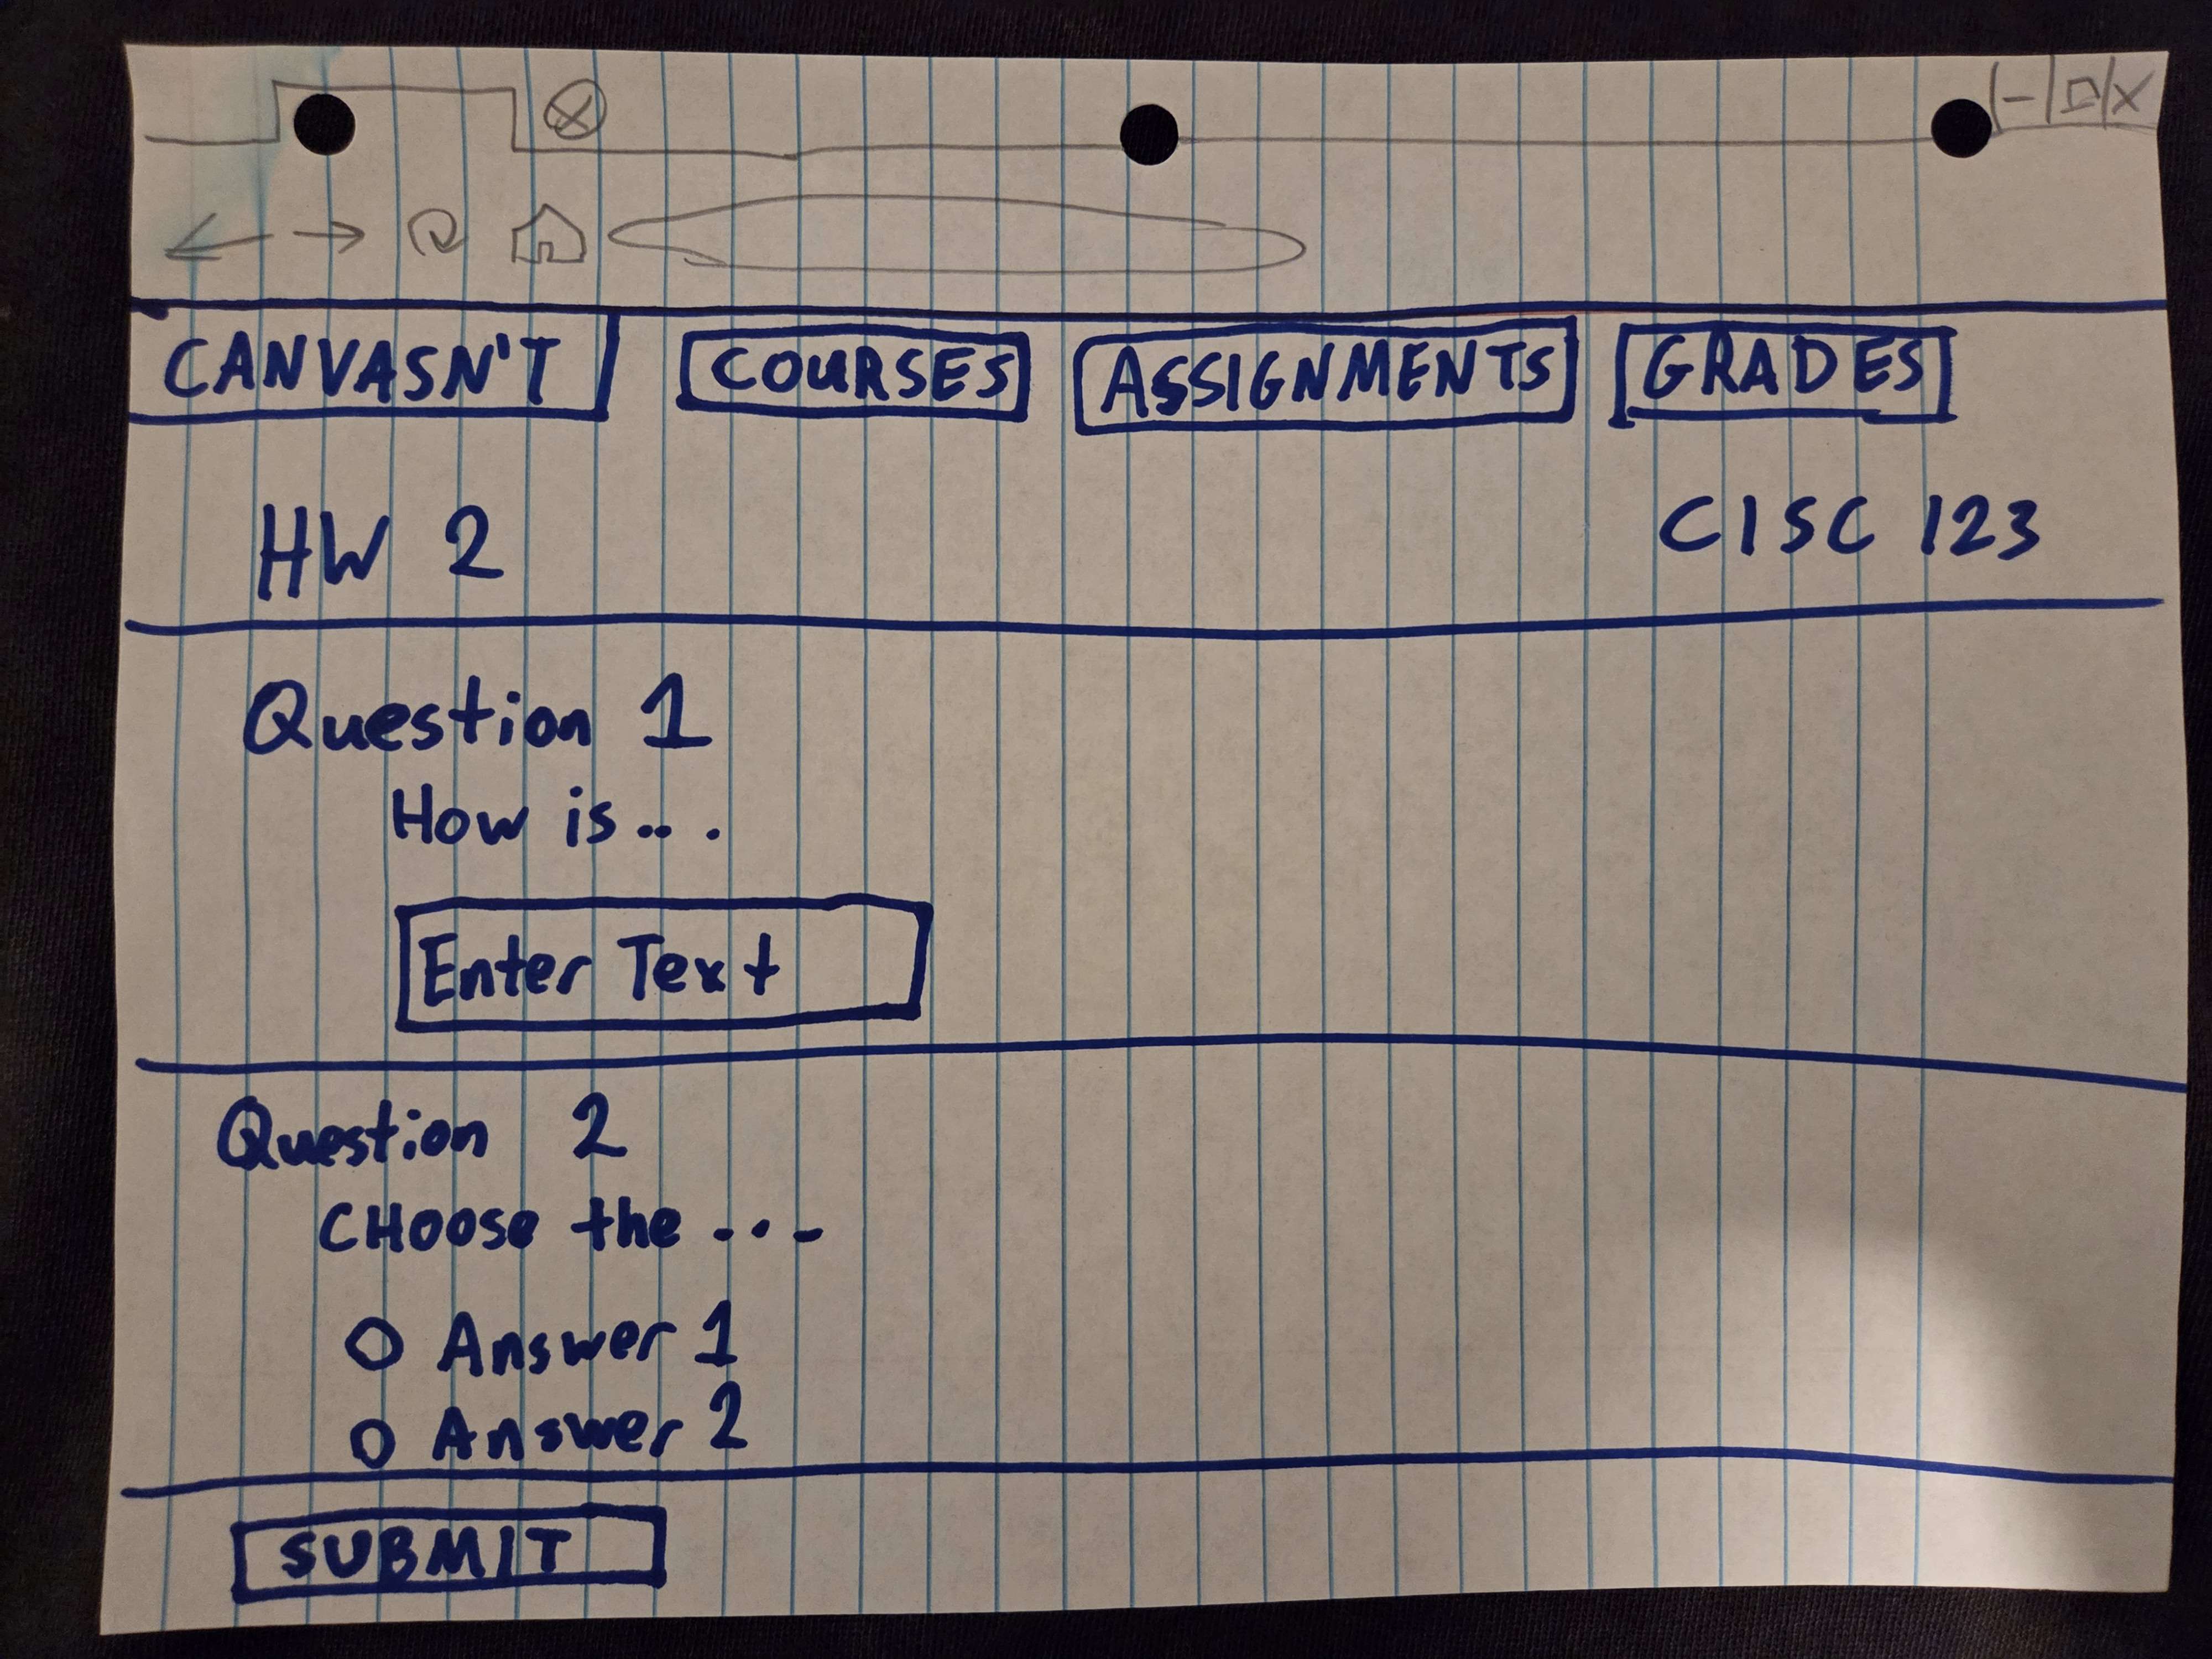 CANVASN'T COURSES ASSIGNMENTS GRADES
HW 2 CISC 123
Question 1
How is...
Enter Text
Question 2
CHoose the ...
Answer 1
Answer 2
SUBMIT